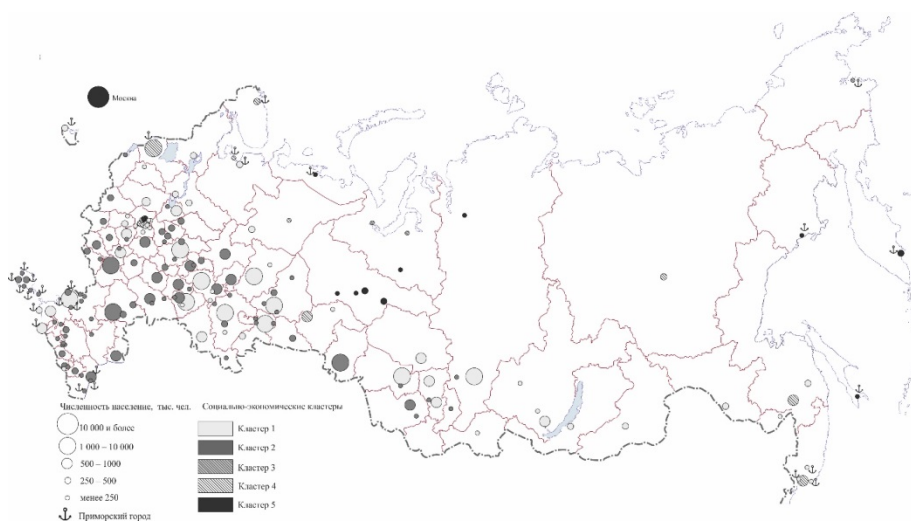 Москва
Численность население, тыс. чел.
10 000 и более
1 000 – 10 000
500 – 1000
250 – 500
менее 250
Приморский город
Социально-экономические кластеры
Кластер 1
Кластер 2
Кластер 3
Кластер 4
Кластер 5